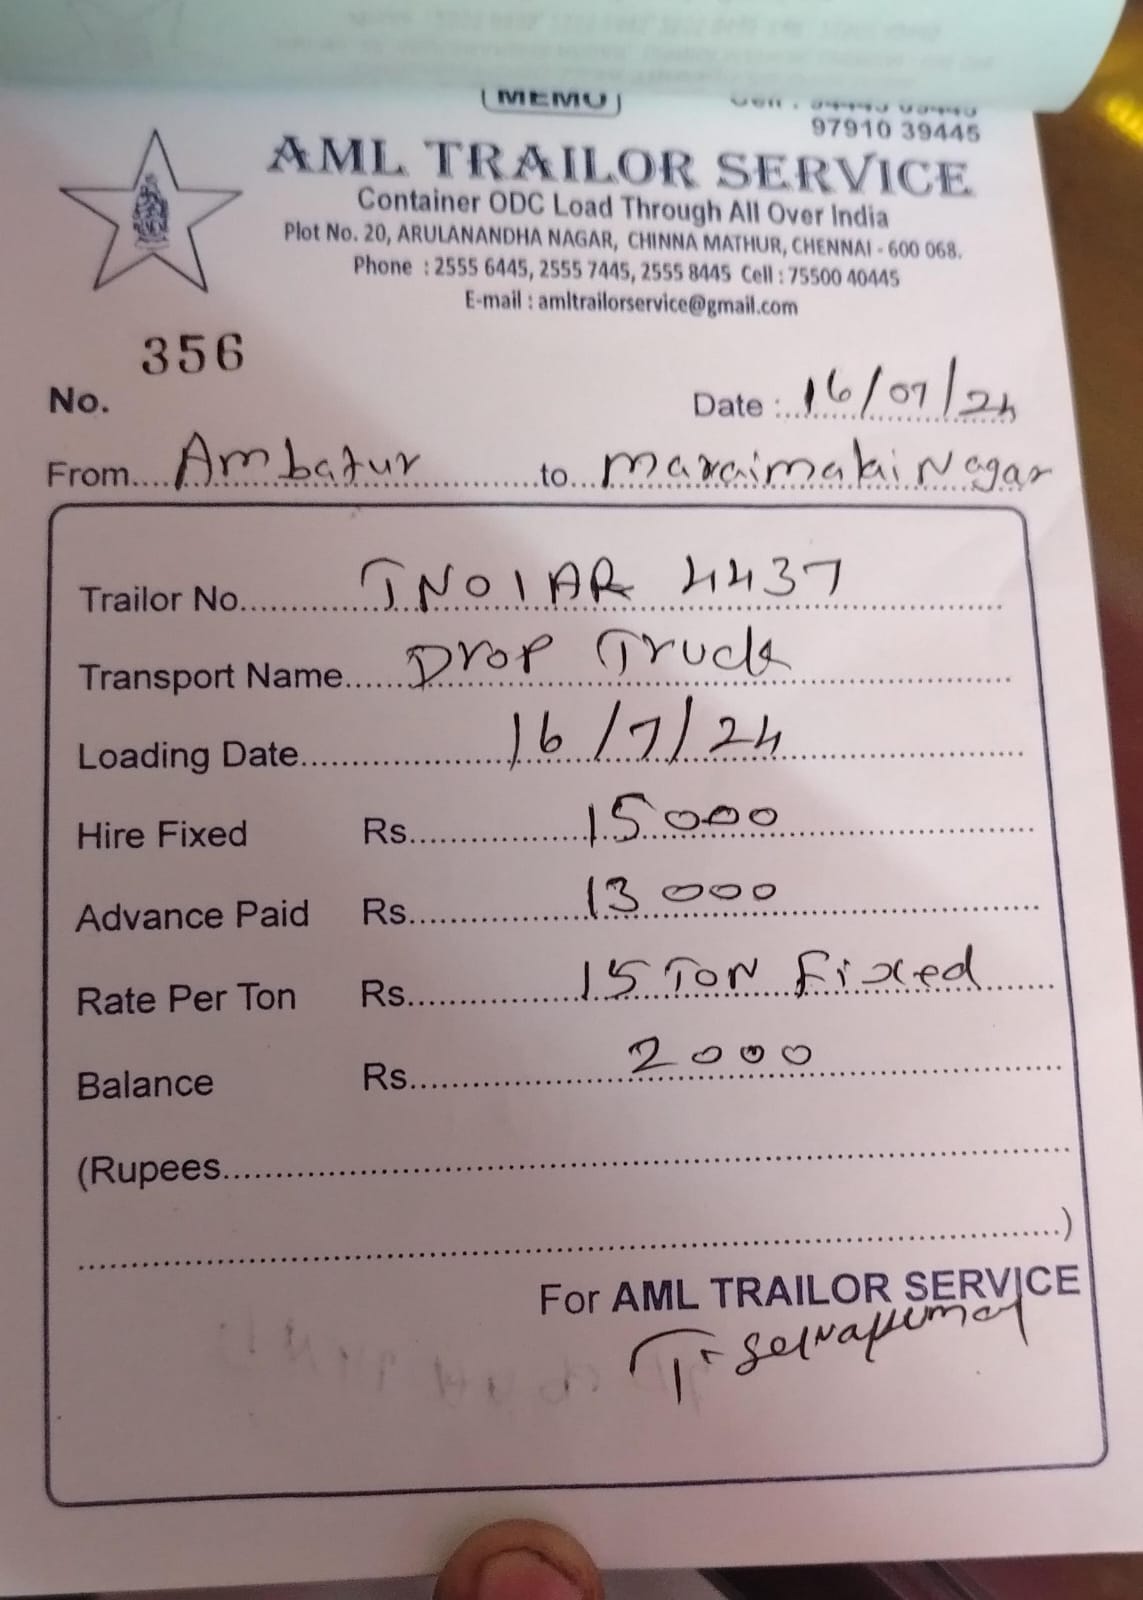 MEMO
97910 39445
AML TRAILOR SERVICE
Container ODC Load Through All Over India
Plot No. 20, ARULANANDHA NAGAR, CHINNA MATHUR, CHENNAI - 600 068.
Phone : 2555 6445, 2555 7445, 2555 8445 Cell : 75500 40445
E-mail : amltrailorservice@gmail.com
356
No. Date : 16/07/24
From Ambatur to maraimalai Nagar
Trailor No. TN01AR 4437
Transport Name Drop Truck
Loading Date 16/7/24
Hire Fixed Rs. 15000
Advance Paid Rs. 13000
Rate Per Ton Rs. 15 TON Fixed
Balance Rs. 2000
(Rupees
)
For AML TRAILOR SERVICE
T. Selvakumar